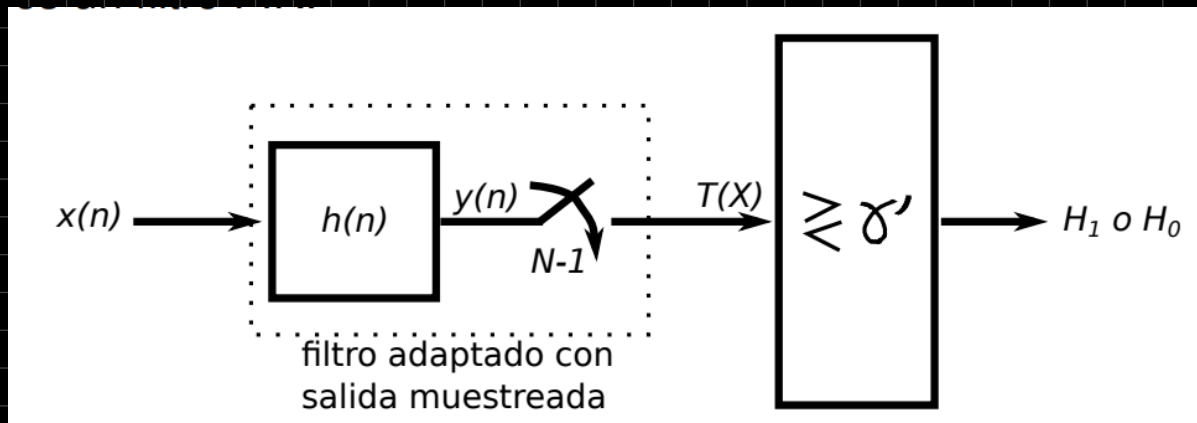 x(n)
h(n)
y(n)
N-1
T(X)
≷ γ′
H₁ o H₀
filtro adaptado con
salida muestreada